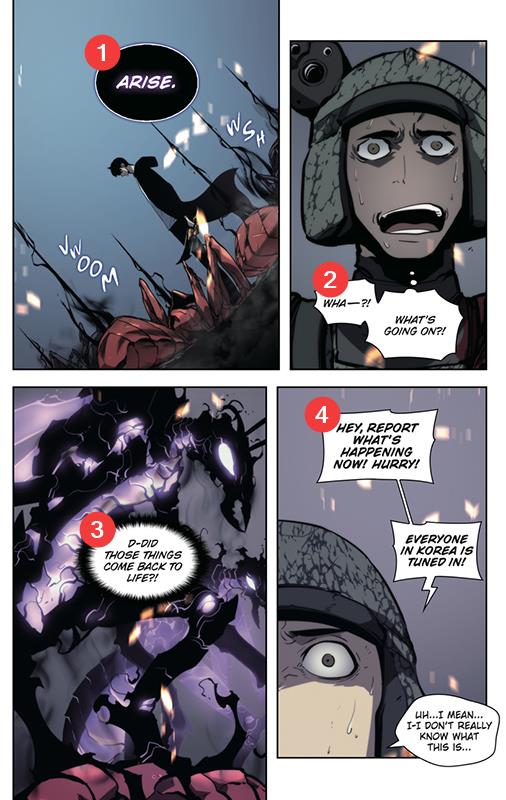 1
ARISE.
WSH
VWOOM
2
WHA—?!
WHAT'S
GOING ON?!
3
D-DID
THOSE THINGS
COME BACK TO
LIFE?!
4
HEY, REPORT
WHAT'S
HAPPENING
NOW! HURRY!
EVERYONE
IN KOREA IS
TUNED IN!
UH...I MEAN...
I-I DON'T REALLY
KNOW WHAT
THIS IS...